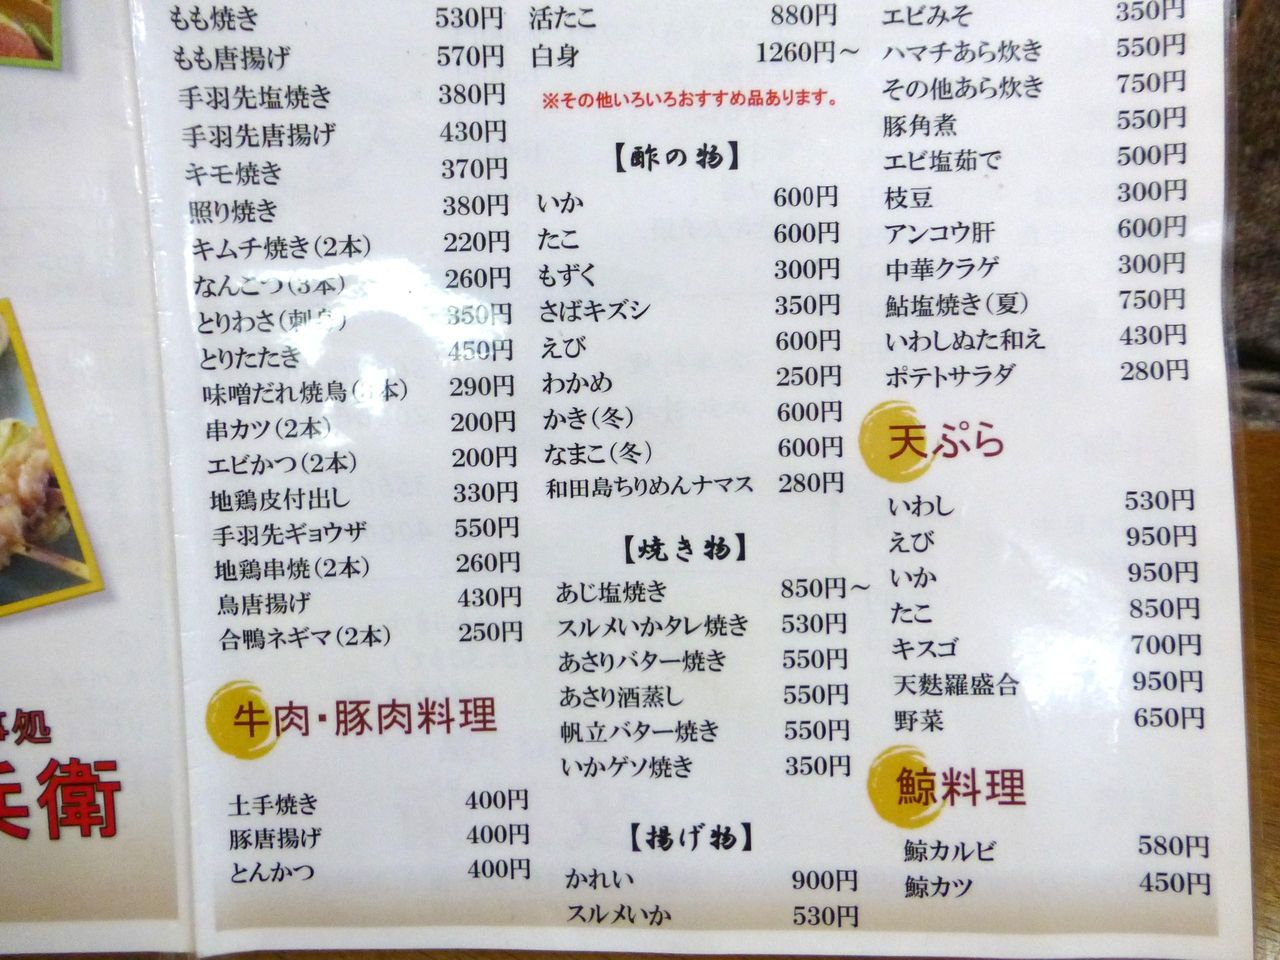 もも焼き 530円
もも唐揚げ 570円
手羽先塩焼き 380円
手羽先唐揚げ 430円
キモ焼き 370円
照り焼き 380円
キムチ焼き(2本) 220円
なんこつ(3本) 260円
とりわさ(刺身) 350円
とりたたき 450円
味噌だれ焼鳥( 本) 290円
串カツ(2本) 200円
エビかつ(2本) 200円
地鶏皮付出し 330円
手羽先ギョウザ 550円
地鶏串焼(2本) 260円
鳥唐揚げ 430円
合鴨ネギマ(2本) 250円
牛肉・豚肉料理
土手焼き 400円
豚唐揚げ 400円
とんかつ 400円
活たこ 880円
白身 1260円～
※その他いろいろおすすめ品あります。
【酢の物】
いか 600円
たこ 600円
もずく 300円
さばキズシ 350円
えび 600円
わかめ 250円
かき(冬) 600円
なまこ(冬) 600円
和田島ちりめんナマス 280円
【焼き物】
あじ塩焼き 850円～
スルメいかタレ焼き 530円
あさりバター焼き 550円
あさり酒蒸し 550円
帆立バター焼き 550円
いかゲソ焼き 350円
【揚げ物】
かれい 900円
スルメいか 530円
エビみそ 350円
ハマチあら炊き 550円
その他あら炊き 750円
豚角煮 550円
エビ塩茹で 500円
枝豆 300円
アンコウ肝 600円
中華クラゲ 300円
鮎塩焼き(夏) 750円
いわしぬた和え 430円
ポテトサラダ 280円
天ぷら
いわし 530円
えび 950円
いか 950円
たこ 850円
キスゴ 700円
天麩羅盛合 950円
野菜 650円
鯨料理
鯨カルビ 580円
鯨カツ 450円
処
兵衛